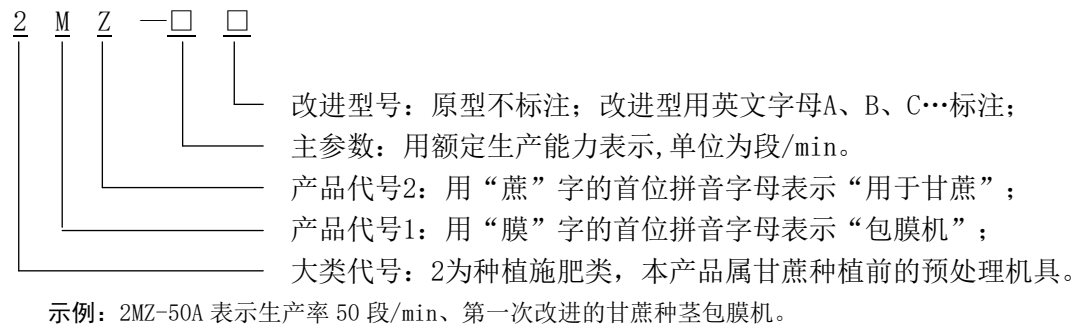 2 M Z －□ □
改进型号：原型不标注；改进型用英文字母A、B、C…标注；
主参数：用额定生产能力表示,单位为段/min。
产品代号2：用“蔗”字的首位拼音字母表示“用于甘蔗”；
产品代号1：用“膜”字的首位拼音字母表示“包膜机”；
大类代号：2为种植施肥类，本产品属甘蔗种植前的预处理机具。
示例：2MZ-50A 表示生产率 50 段/min、第一次改进的甘蔗种茎包膜机。